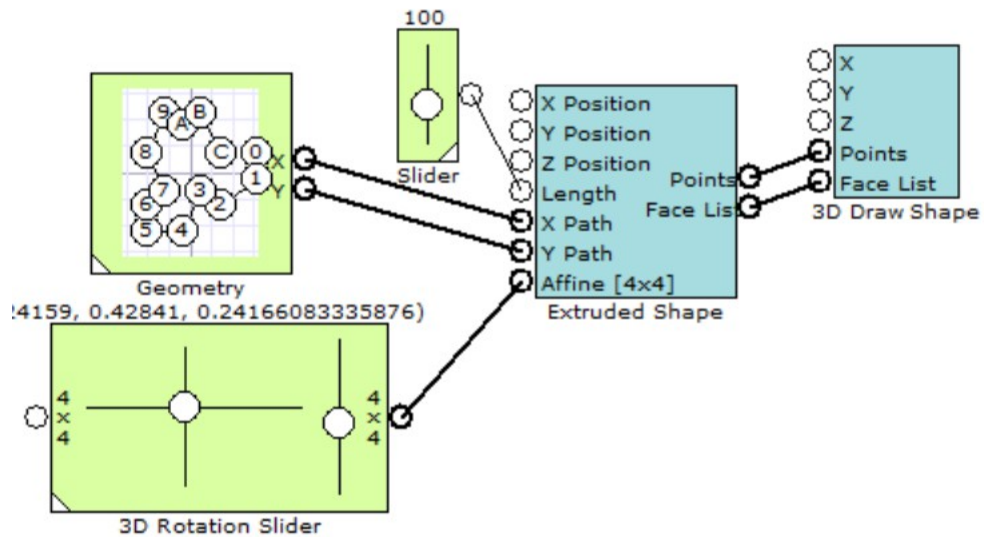 100
Slider
9
B
A
8
C
0
1
7
3
6
2
5
4
X
Y
Geometry
X Position
Y Position
Z Position
Length
X Path
Y Path
Affine [4x4]
Points
Face List
Extruded Shape
X
Y
Z
Points
Face List
3D Draw Shape
24159, 0.42841, 0.24166083335876)
4
x
4
4
x
4
3D Rotation Slider